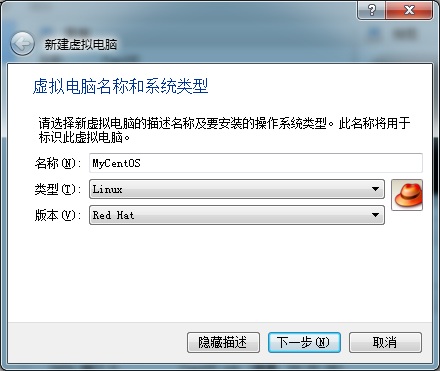 新建虚拟电脑
虚拟电脑名称和系统类型
请选择新虚拟电脑的描述名称及要安装的操作系统类型。此名称将用于
标识此虚拟电脑。
名称(N): MyCentOS
类型(T): Linux
版本(V): Red Hat
隐藏描述 下一步(N) 取消